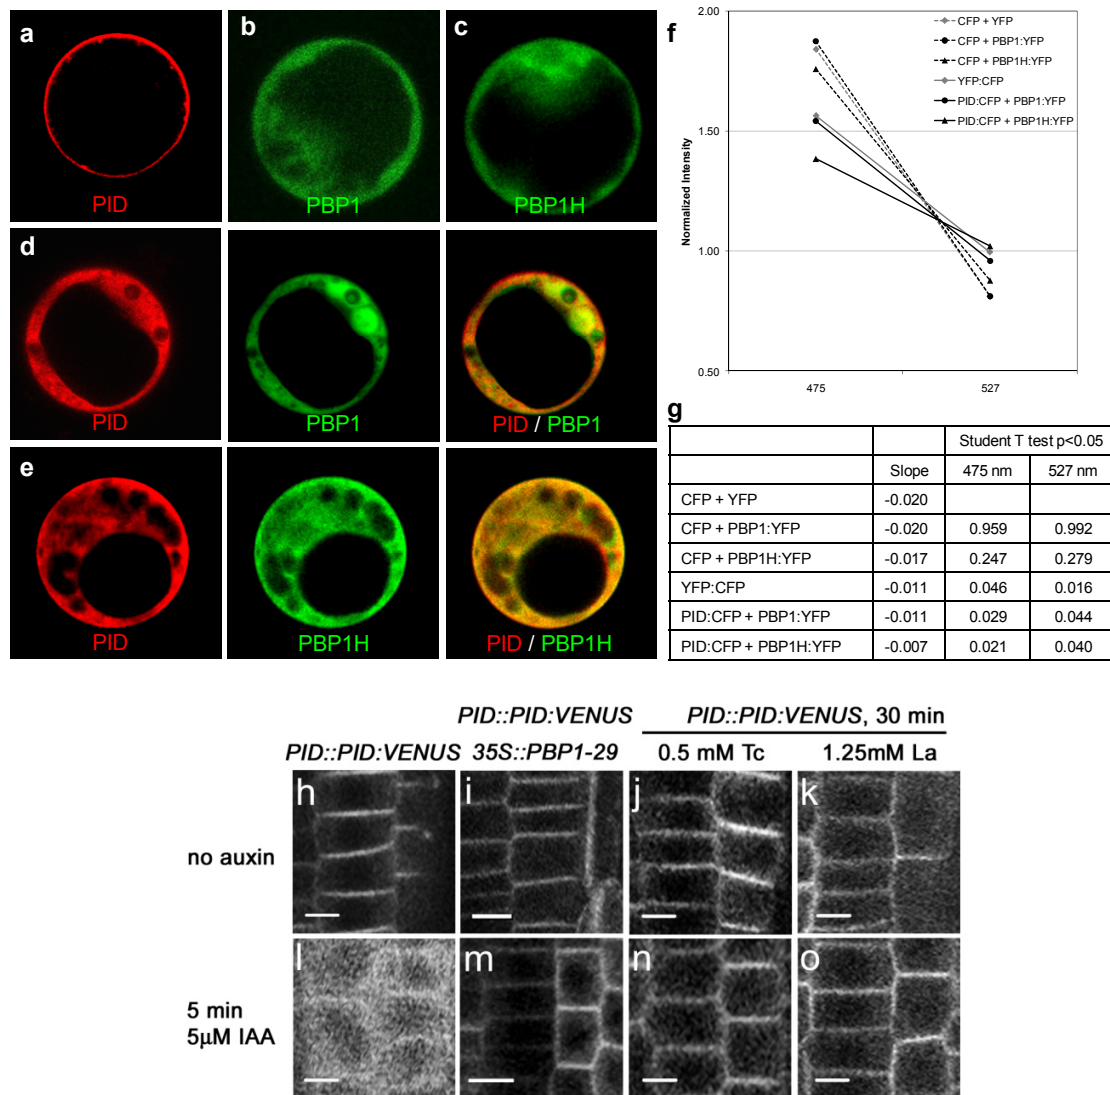 a
PID
b
PBP1
c
PBP1H
d
PID
PBP1
PID / PBP1
e
PID
PBP1H
PID / PBP1H
f
2.00
1.50
1.00
0.50
Normalized Intensity
475
527
CFP + YFP
CFP + PBP1:YFP
CFP + PBP1H:YFP
YFP:CFP
PID:CFP + PBP1:YFP
PID:CFP + PBP1H:YFP
g
Student T test p<0.05
Slope 475 nm 527 nm
CFP + YFP -0.020
CFP + PBP1:YFP -0.020 0.959 0.992
CFP + PBP1H:YFP -0.017 0.247 0.279
YFP:CFP -0.011 0.046 0.016
PID:CFP + PBP1:YFP -0.011 0.029 0.044
PID:CFP + PBP1H:YFP -0.007 0.021 0.040
PID::PID:VENUS PID::PID:VENUS, 30 min
PID::PID:VENUS 35S::PBP1-29 0.5 mM Tc 1.25mM La
h i j k
no auxin
l m n o
5 min
5µM IAA